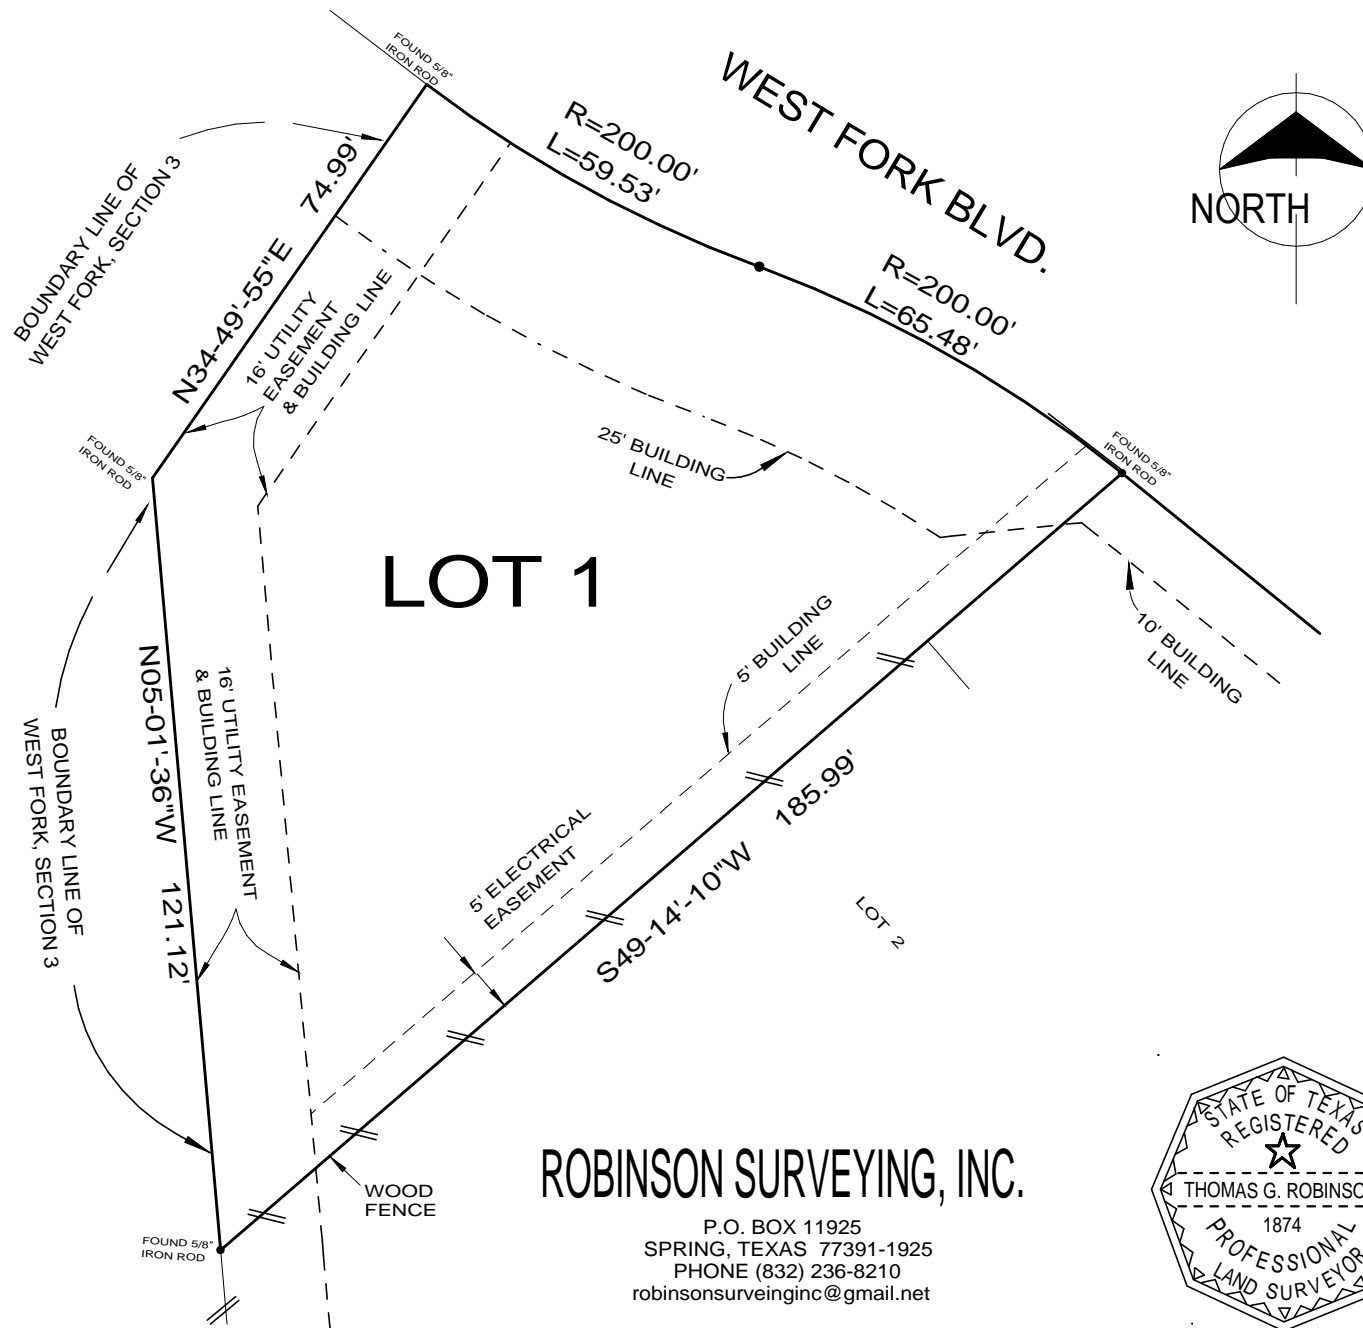 FOUND 5/8"
IRON ROD
WEST FORK BLVD.
R=200.00'
L=59.53'
NORTH
BOUNDARY LINE OF
WEST FORK, SECTION 3
N34-49'-55"E 74.99'
16' UTILITY
EASEMENT
& BUILDING LINE
R=200.00'
L=65.48'
25' BUILDING
LINE
FOUND 5/8"
IRON ROD
FOUND 5/8"
IRON ROD
LOT 1
5' BUILDING
LINE
10' BUILDING
LINE
N05-01'-36"W 121.12'
16' UTILITY EASEMENT
& BUILDING LINE
BOUNDARY LINE OF
WEST FORK, SECTION 3
5' ELECTRICAL
EASEMENT
S49-14'-10"W 185.99'
LOT 2
WOOD
FENCE
FOUND 5/8"
IRON ROD
ROBINSON SURVEYING, INC.
P.O. BOX 11925
SPRING, TEXAS 77391-1925
PHONE (832) 236-8210
robinsonsurveinginc@gmail.net
STATE OF TEXAS
REGISTERED
THOMAS G. ROBINSO
1874
PROFESSIONAL
LAND SURVEYOR